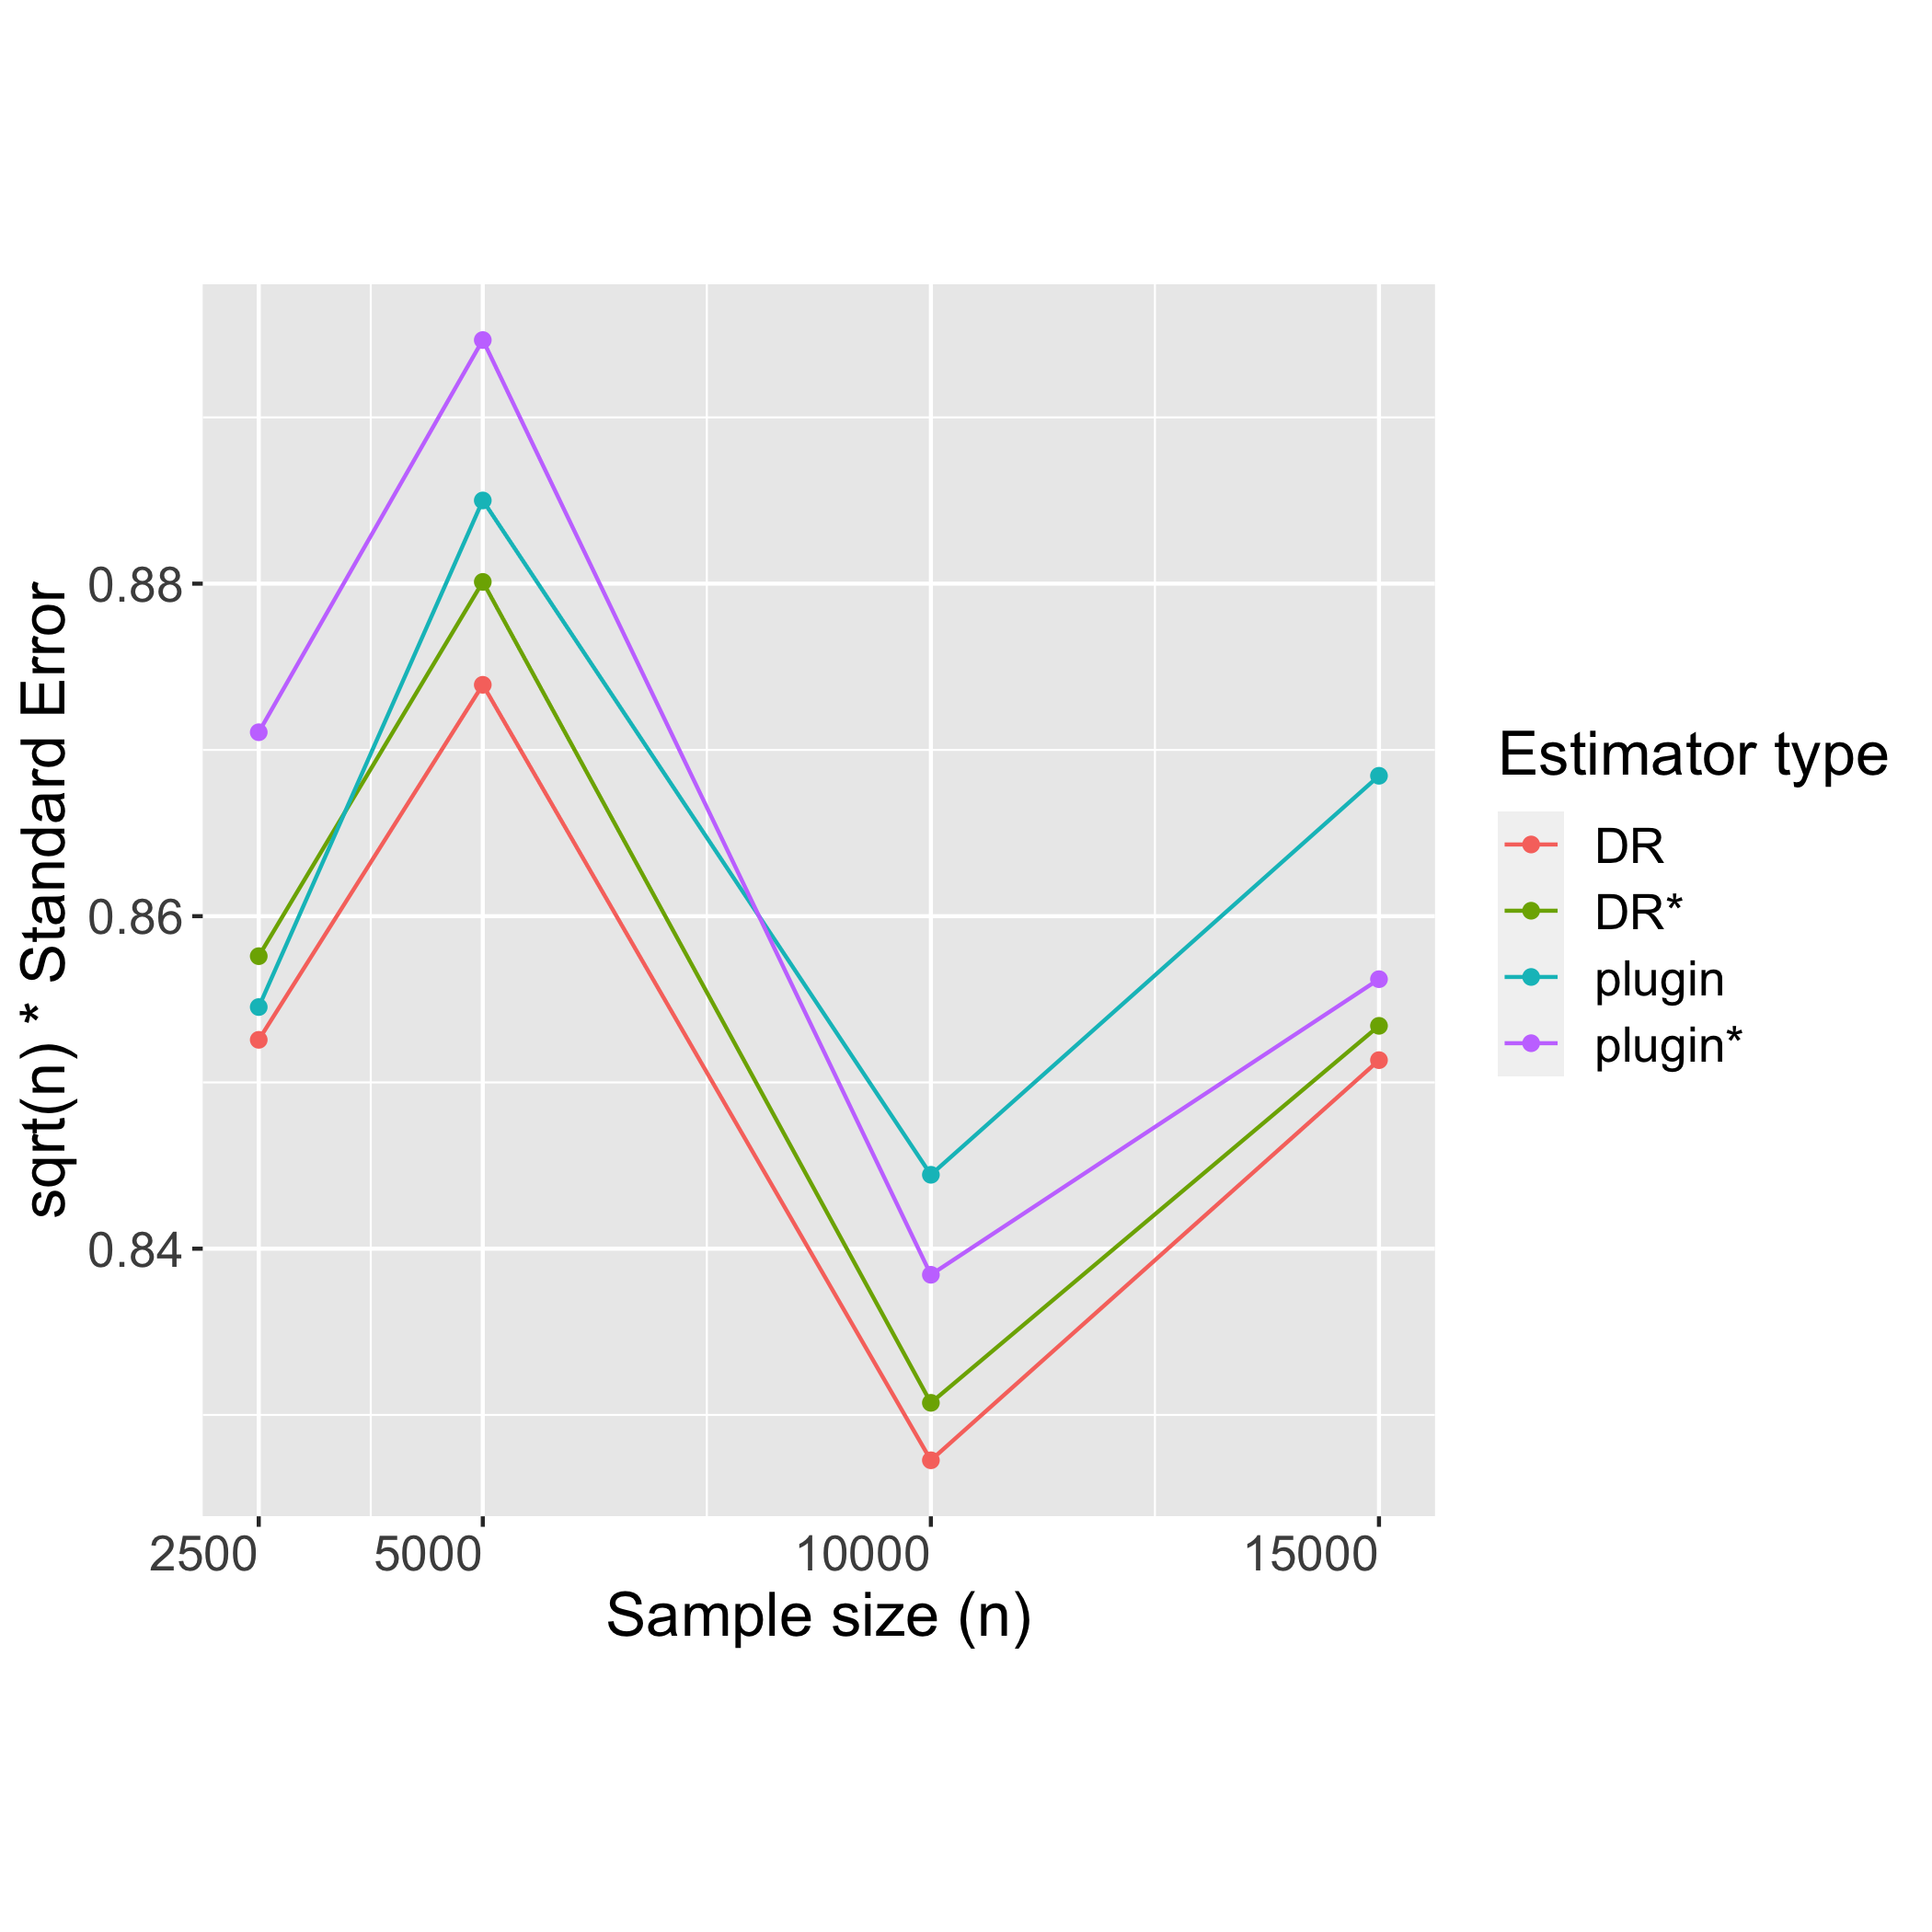 sqrt(n) * Standard Error
0.88
0.86
0.84
2500
5000
10000
15000
Sample size (n)
Estimator type
DR
DR*
plugin
plugin*